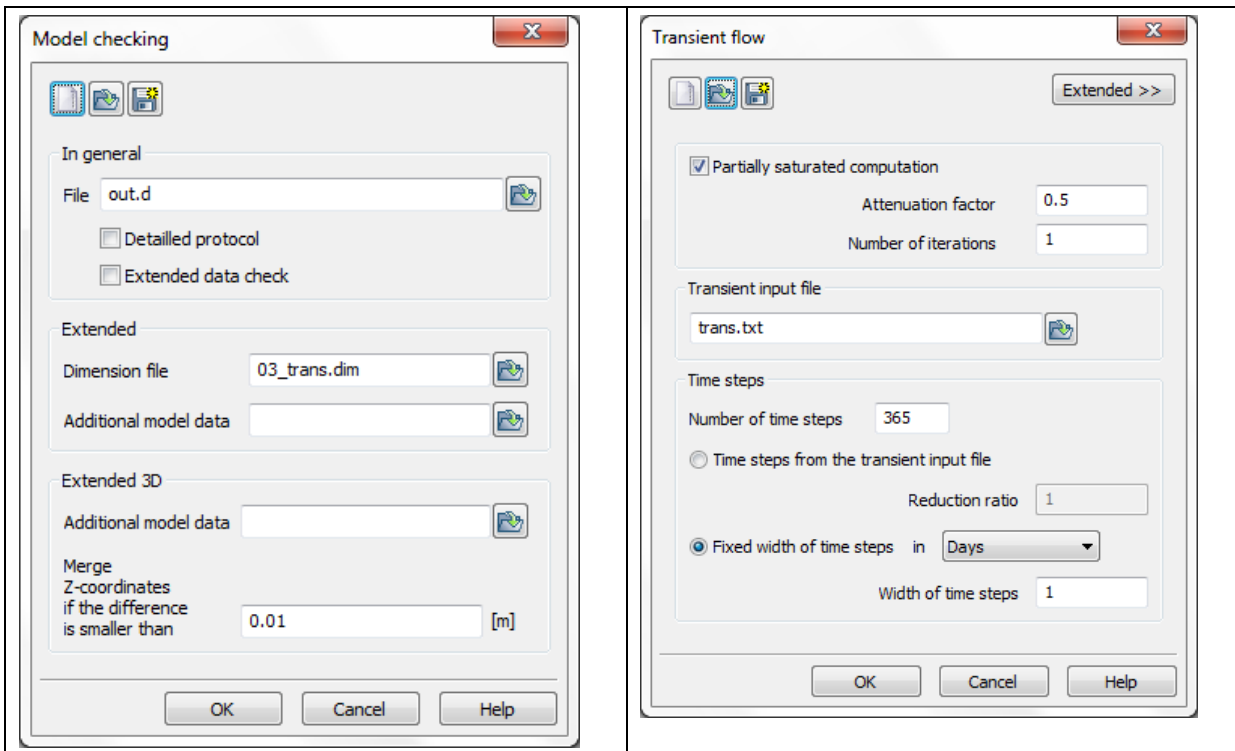 Model checking
In general
File out.d
Detailled protocol
Extended data check
Extended
Dimension file 03_trans.dim
Additional model data
Extended 3D
Additional model data
Merge
Z-coordinates
if the difference
is smaller than 0.01 [m]
OK Cancel Help
Transient flow
Extended >>
Partially saturated computation
Attenuation factor 0.5
Number of iterations 1
Transient input file
trans.txt
Time steps
Number of time steps 365
Time steps from the transient input file
Reduction ratio 1
Fixed width of time steps in Days
Width of time steps 1
OK Cancel Help